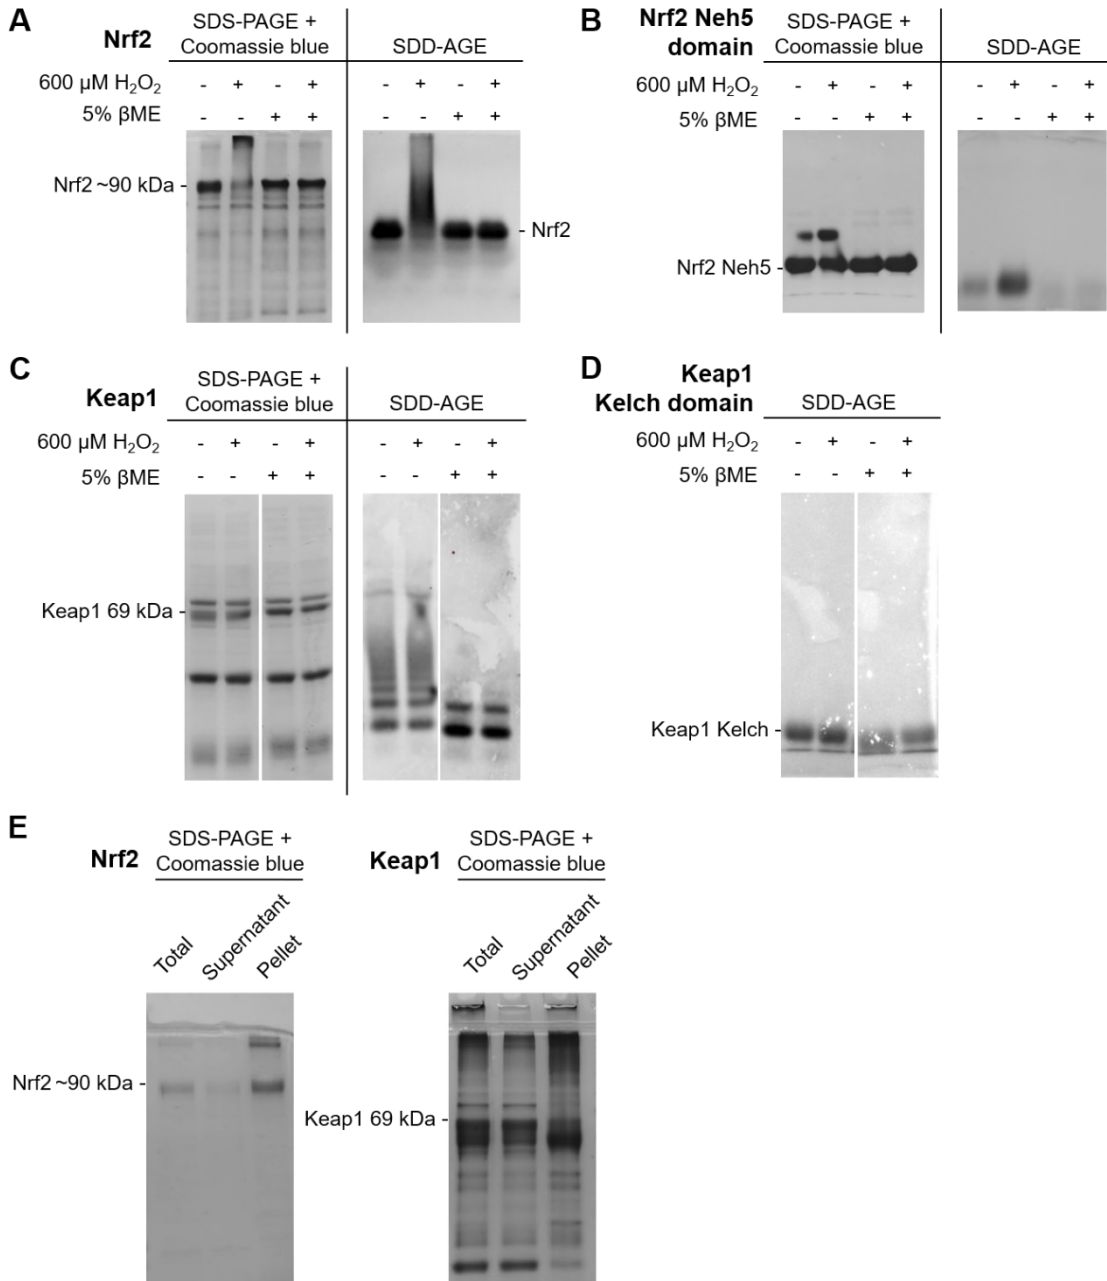 A
Nrf2
SDS-PAGE +
Coomassie blue
SDD-AGE
600 µM H₂O₂
- + - +
- + - +
5% βME
- - + +
- - + +
Nrf2 ~90 kDa -
- Nrf2
B
Nrf2 Neh5
domain
SDS-PAGE +
Coomassie blue
SDD-AGE
600 µM H₂O₂
- + - +
- + - +
5% βME
- - + +
- - + +
Nrf2 Neh5 -
C
Keap1
SDS-PAGE +
Coomassie blue
SDD-AGE
600 µM H₂O₂
- + - +
- + - +
5% βME
- - + +
- - + +
Keap1 69 kDa -
D
Keap1
Kelch domain
SDD-AGE
600 µM H₂O₂
- + - +
5% βME
- - + +
Keap1 Kelch -
E
Nrf2
SDS-PAGE +
Coomassie blue
Total
Supernatant
Pellet
Nrf2 ~90 kDa -
Keap1
SDS-PAGE +
Coomassie blue
Total
Supernatant
Pellet
Keap1 69 kDa -